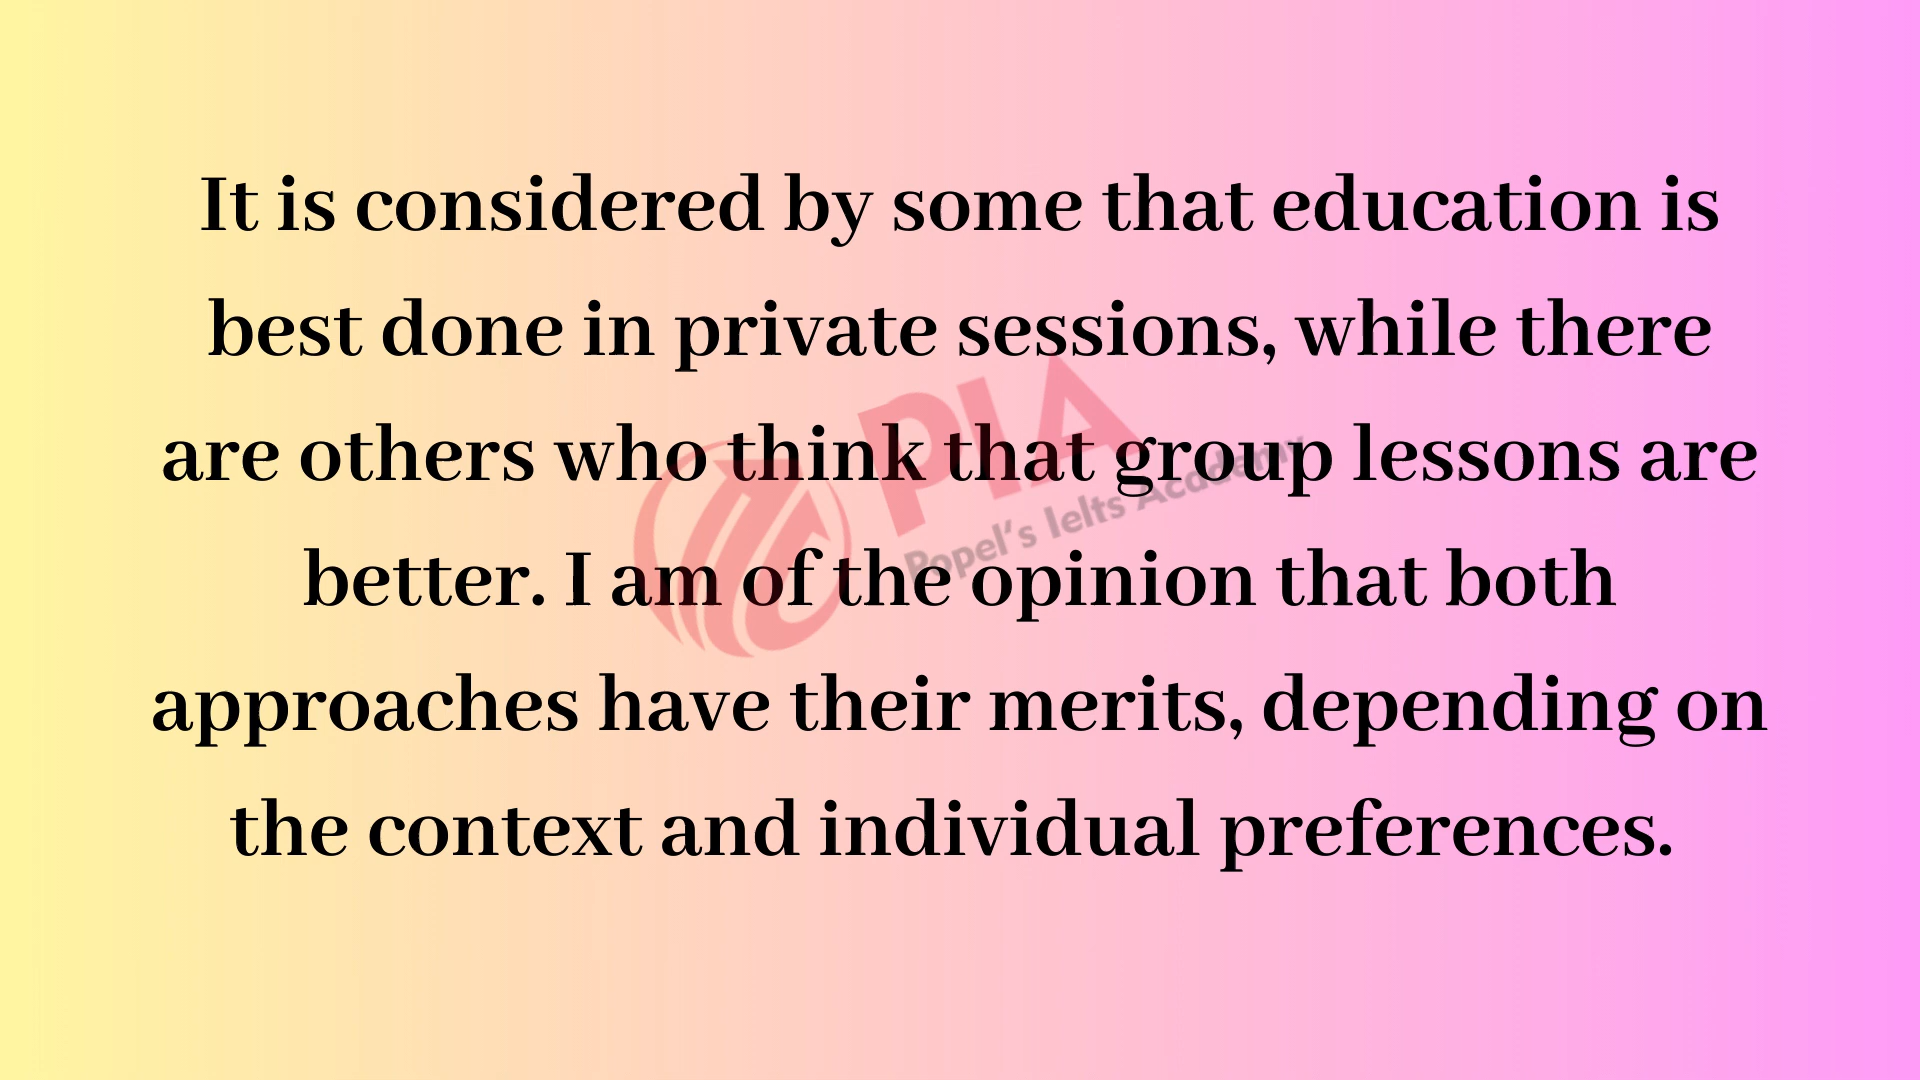 It is considered by some that education is
best done in private sessions, while there
are others who think that group lessons are
better. I am of the opinion that both
approaches have their merits, depending on
the context and individual preferences.
PIA
Popel's Ielts Academy